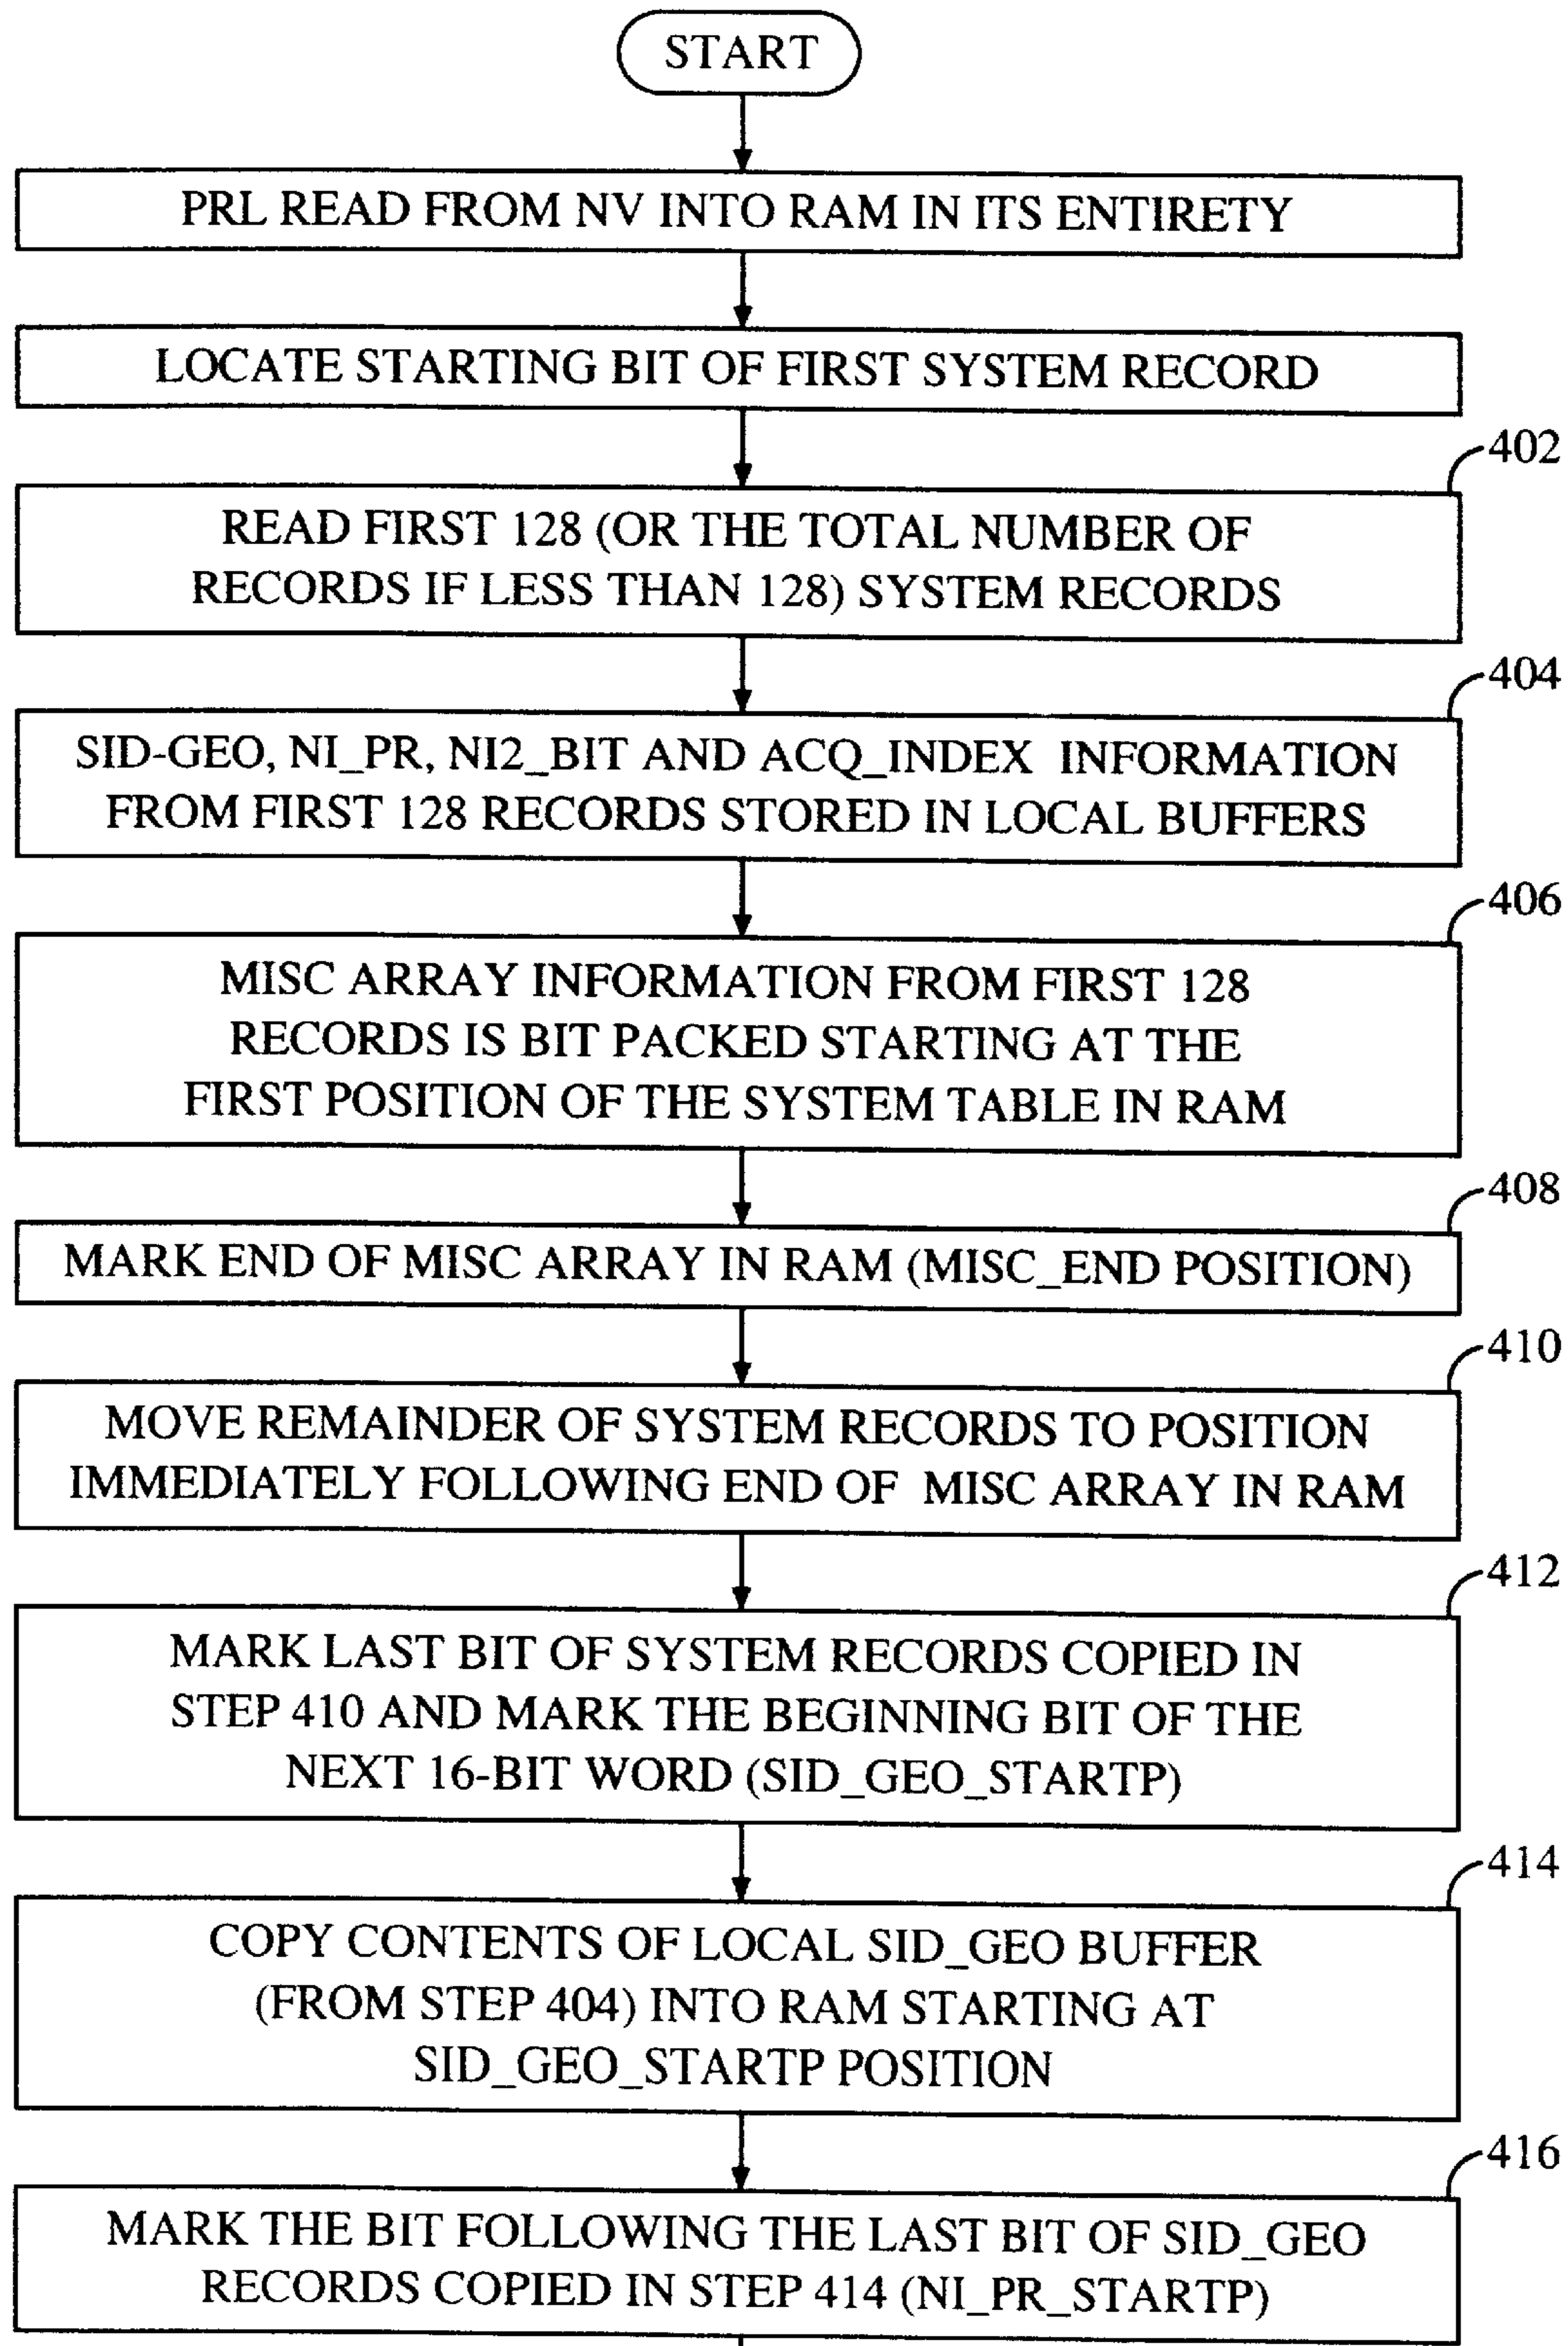 START
PRL READ FROM NV INTO RAM IN ITS ENTIRETY
LOCATE STARTING BIT OF FIRST SYSTEM RECORD
402
READ FIRST 128 (OR THE TOTAL NUMBER OF
RECORDS IF LESS THAN 128) SYSTEM RECORDS
404
SID-GEO, NI_PR, NI2_BIT AND ACQ_INDEX INFORMATION
FROM FIRST 128 RECORDS STORED IN LOCAL BUFFERS
406
MISC ARRAY INFORMATION FROM FIRST 128
RECORDS IS BIT PACKED STARTING AT THE
FIRST POSITION OF THE SYSTEM TABLE IN RAM
408
MARK END OF MISC ARRAY IN RAM (MISC_END POSITION)
410
MOVE REMAINDER OF SYSTEM RECORDS TO POSITION
IMMEDIATELY FOLLOWING END OF MISC ARRAY IN RAM
412
MARK LAST BIT OF SYSTEM RECORDS COPIED IN
STEP 410 AND MARK THE BEGINNING BIT OF THE
NEXT 16-BIT WORD (SID_GEO_STARTP)
414
COPY CONTENTS OF LOCAL SID_GEO BUFFER
(FROM STEP 404) INTO RAM STARTING AT
SID_GEO_STARTP POSITION
416
MARK THE BIT FOLLOWING THE LAST BIT OF SID_GEO
RECORDS COPIED IN STEP 414 (NI_PR_STARTP)